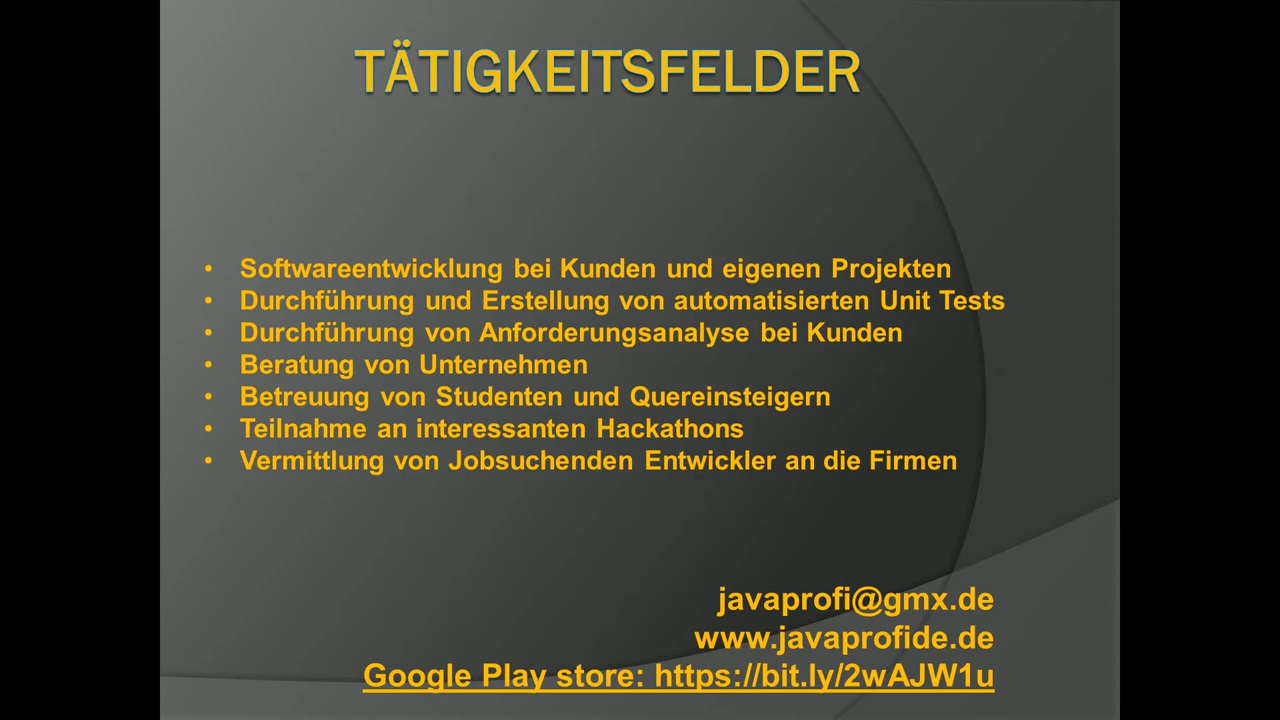 TÄTIGKEITSFELDER
• Softwareentwicklung bei Kunden und eigenen Projekten
• Durchführung und Erstellung von automatisierten Unit Tests
• Durchführung von Anforderungsanalyse bei Kunden
• Beratung von Unternehmen
• Betreuung von Studenten und Quereinsteigern
• Teilnahme an interessanten Hackathons
• Vermittlung von Jobsuchenden Entwickler an die Firmen
javaprofi@gmx.de
www.javaprofide.de
Google Play store: https://bit.ly/2wAJW1u